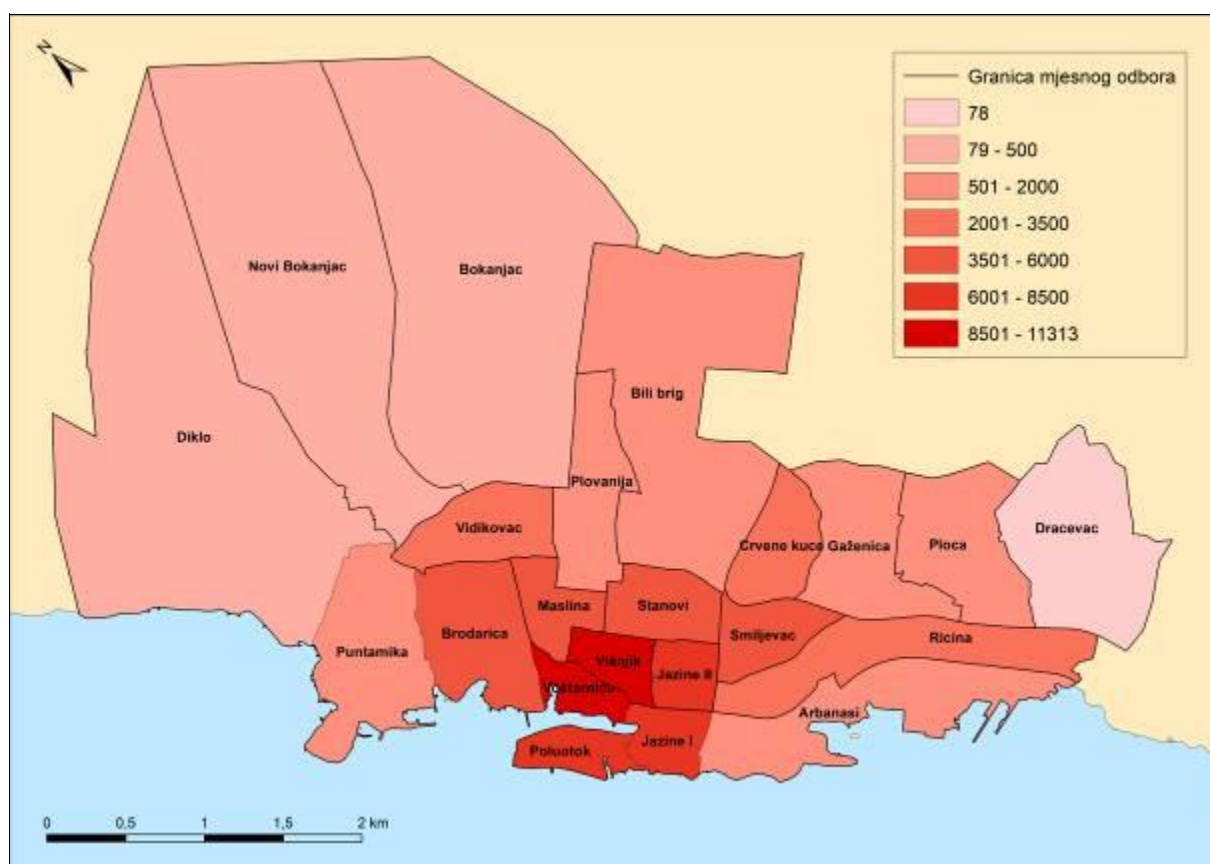 N
Granica mjesnog odbora
78
79 - 500
501 - 2000
2001 - 3500
3501 - 6000
6001 - 8500
8501 - 11313
Novi Bokanjac
Bokanjac
Bili brig
Diklo
Plovanija
Vidikovac
Dracevac
Crvene kuce
Gaženica
Ploca
Maslina
Stanovi
Brodarica
Smiljevac
Ricina
Puntamika
Višnjik
Jazine II
Voštarnica
Arbanasi
Jazine I
Poluotok
0
0,5
1
1,5
2 km